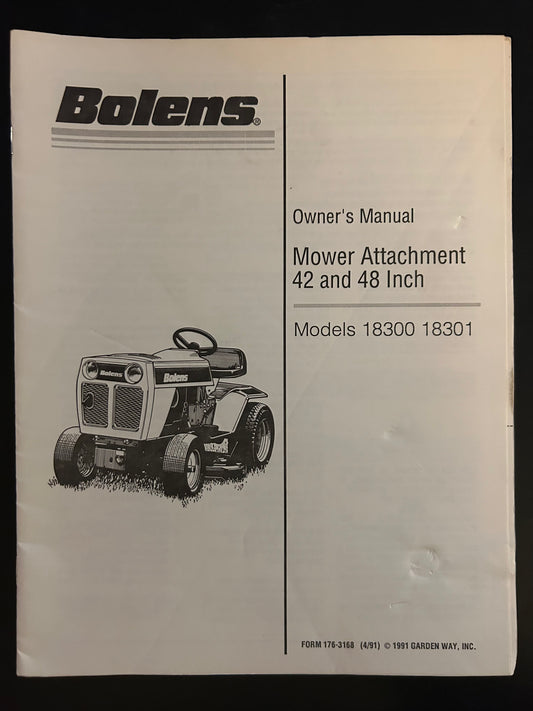 Bolens®
Owner's Manual
Mower Attachment
42 and 48 Inch
Models 18300 18301
Bolens
Bolens
FORM 176-3168 (4/91) © 1991 GARDEN WAY, INC.